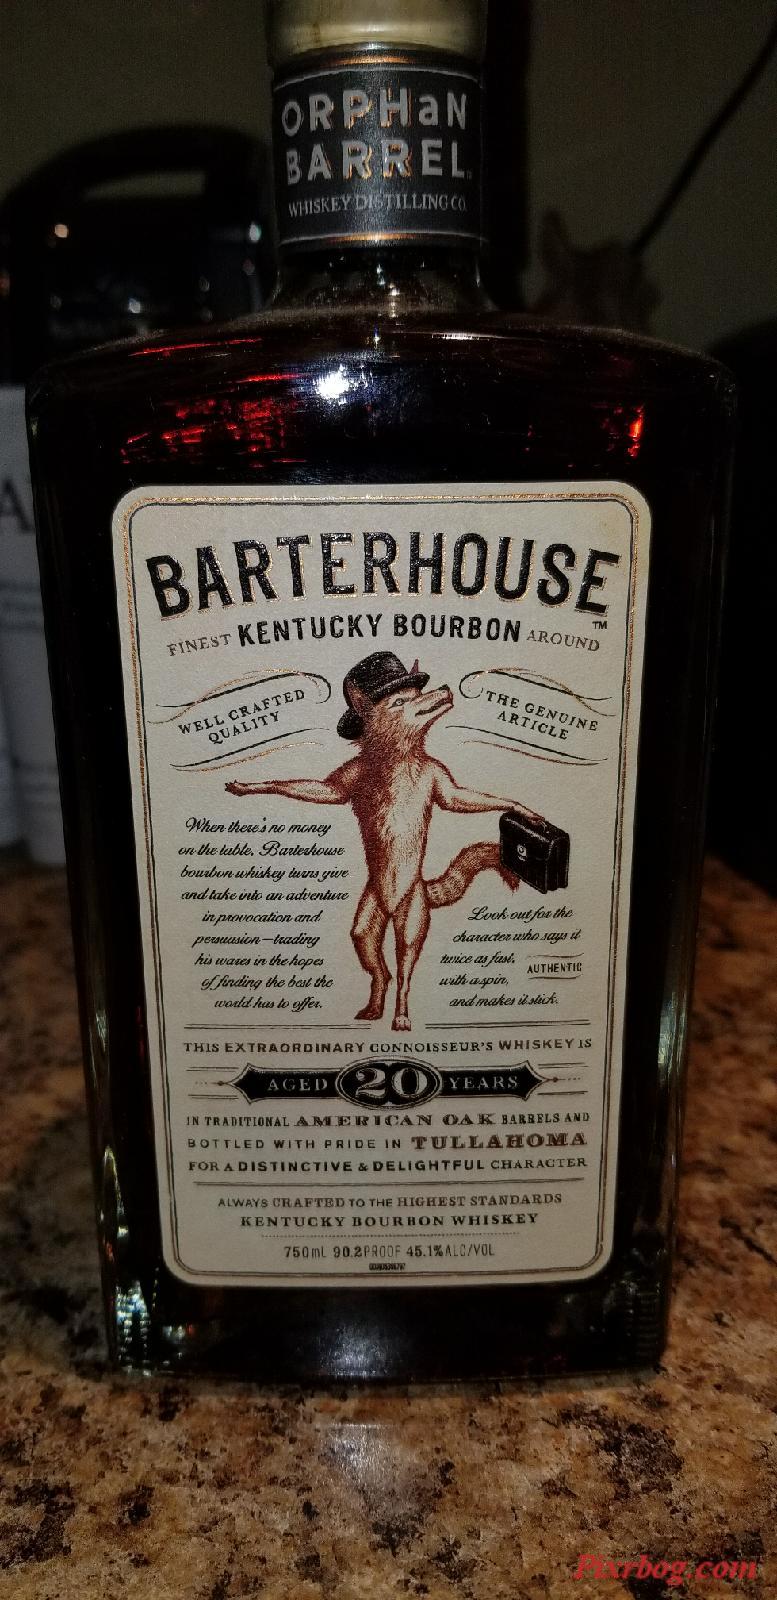 ORPHaN
BARREL
WHISKEY DISTILLING CO.
BARTERHOUSE™
FINEST KENTUCKY BOURBON AROUND
WELL CRAFTED
QUALITY
THE GENUINE
ARTICLE
When there's no money
on the table, Barterhouse
bourbon whiskey turns give
and take into an adventure
in provocation and
persuasion—trading
his wares in the hopes
of finding the best the
world has to offer.
Look out for the
character who says it
twice as fast,
with a spin, AUTHENTIC
and makes it stick.
THIS EXTRAORDINARY CONNOISSEUR'S WHISKEY IS
AGED 20 YEARS
IN TRADITIONAL AMERICAN OAK BARRELS AND
BOTTLED WITH PRIDE IN TULLAHOMA
FOR A DISTINCTIVE & DELIGHTFUL CHARACTER
ALWAYS CRAFTED TO THE HIGHEST STANDARDS
KENTUCKY BOURBON WHISKEY
750mL 90.2PROOF 45.1%ALC/VOL
Pixrbog.com